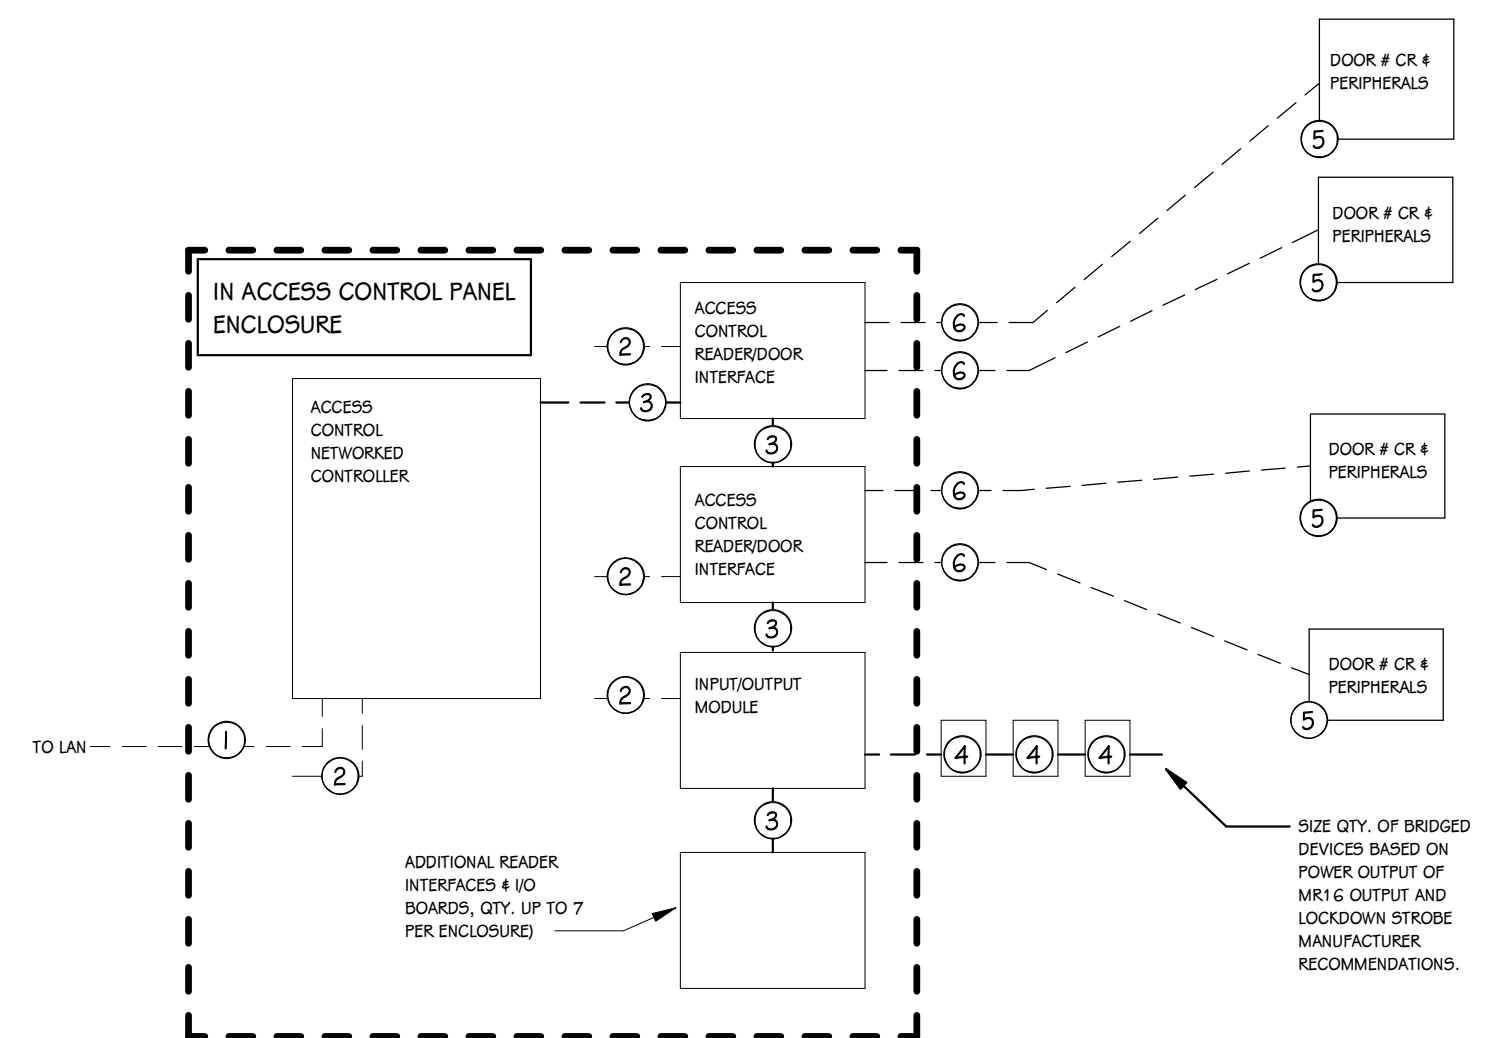 DOOR # CR &
PERIPHERALS
5
DOOR # CR &
PERIPHERALS
5
IN ACCESS CONTROL PANEL
ENCLOSURE
ACCESS
CONTROL
READER/DOOR
INTERFACE
2
6
6
ACCESS
CONTROL
NETWORKED
CONTROLLER
3
3
ACCESS
CONTROL
READER/DOOR
INTERFACE
2
6
6
DOOR # CR &
PERIPHERALS
5
3
INPUT/OUTPUT
MODULE
2
DOOR # CR &
PERIPHERALS
5
TO LAN
1
2
4
4
4
3
ADDITIONAL READER
INTERFACES & I/O
BOARDS, QTY. UP TO 7
PER ENCLOSURE)
SIZE QTY. OF BRIDGED
DEVICES BASED ON
POWER OUTPUT OF
MR16 OUTPUT AND
LOCKDOWN STROBE
MANUFACTURER
RECOMMENDATIONS.